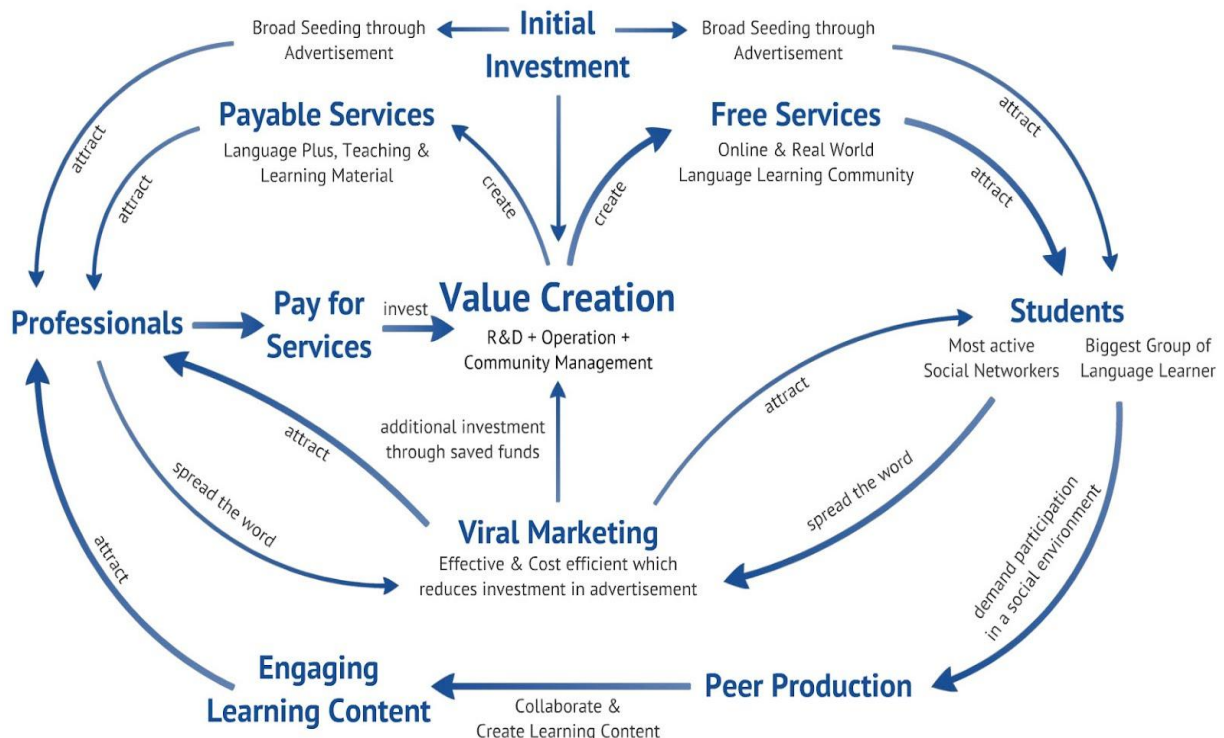 Initial
Investment
Broad Seeding through
Advertisement
Broad Seeding through
Advertisement
attract
attract
Payable Services
Language Plus, Teaching &
Learning Material
Free Services
Online & Real World
Language Learning Community
attract
create
create
attract
Professionals
Pay for
Services
invest
Value Creation
R&D + Operation +
Community Management
Students
Most active
Social Networkers
Biggest Group of
Language Learner
attract
additional investment
through saved funds
attract
spread the word
spread the word
demand participation
in a social environment
Viral Marketing
Effective & Cost efficient which
reduces investment in advertisement
attract
Engaging
Learning Content
Collaborate &
Create Learning Content
Peer Production